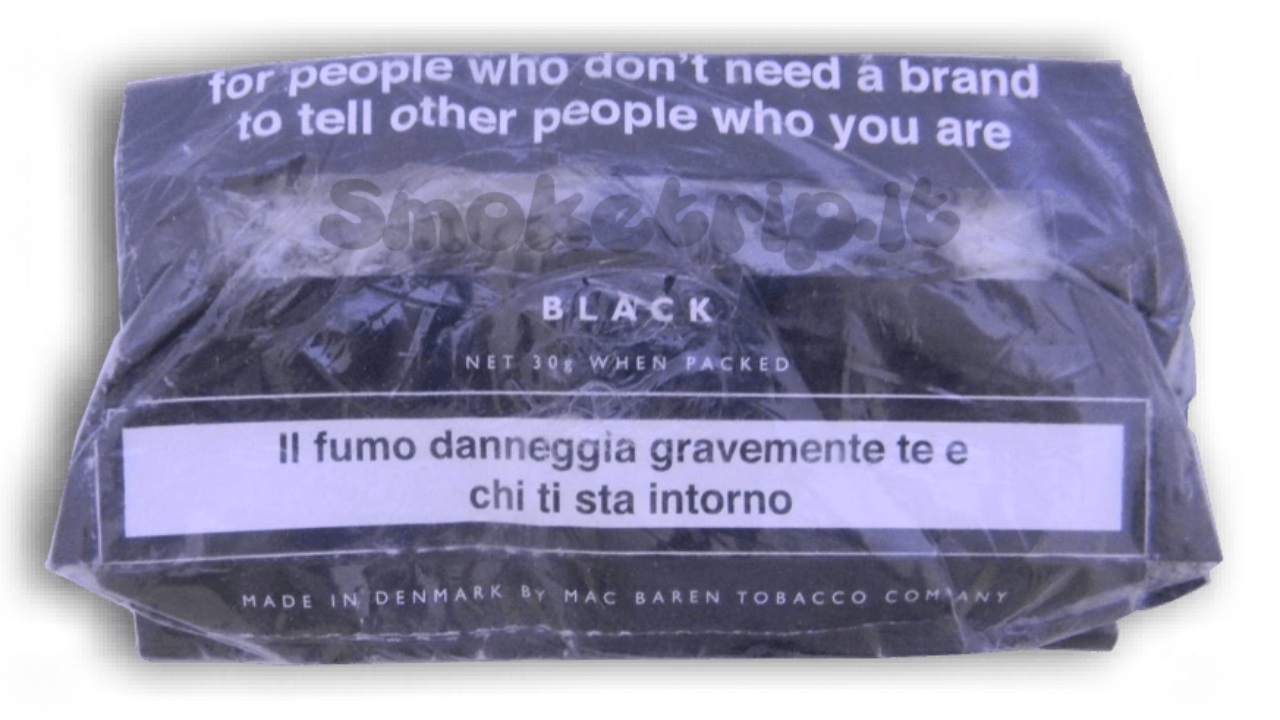 for people who don't need a brand
to tell other people who you are
Smoketrip.it
BLACK
NET 30g WHEN PACKED
Il fumo danneggia gravemente te e
chi ti sta intorno
MADE IN DENMARK BY MAC BAREN TOBACCO COMPANY